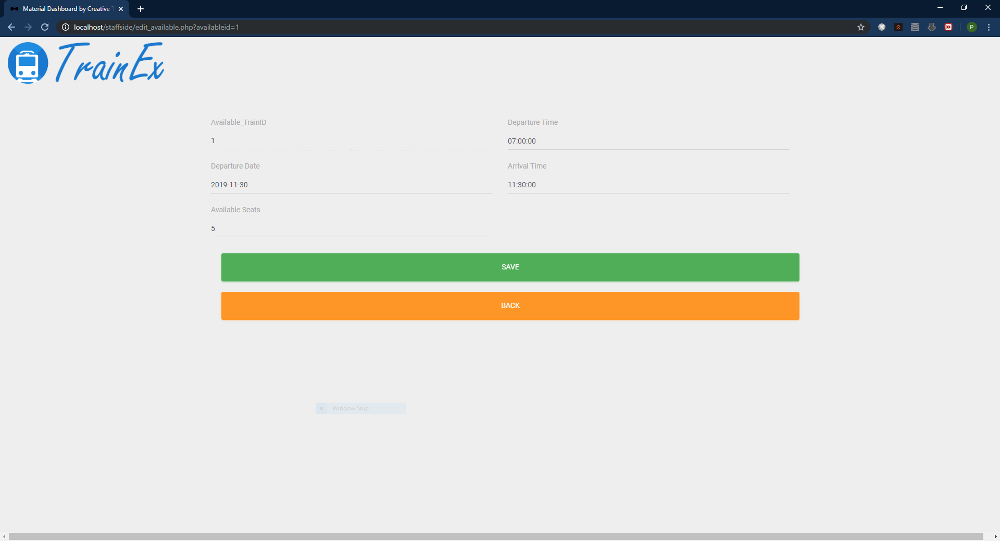 Material Dashboard by Creative T
localhost/staffside/edit_available.php?availableid=1
P
TrainEx
Available_TrainID
1
Departure Time
07:00:00
Departure Date
2019-11-30
Arrival Time
11:30:00
Available Seats
5
SAVE
BACK
Window Snip